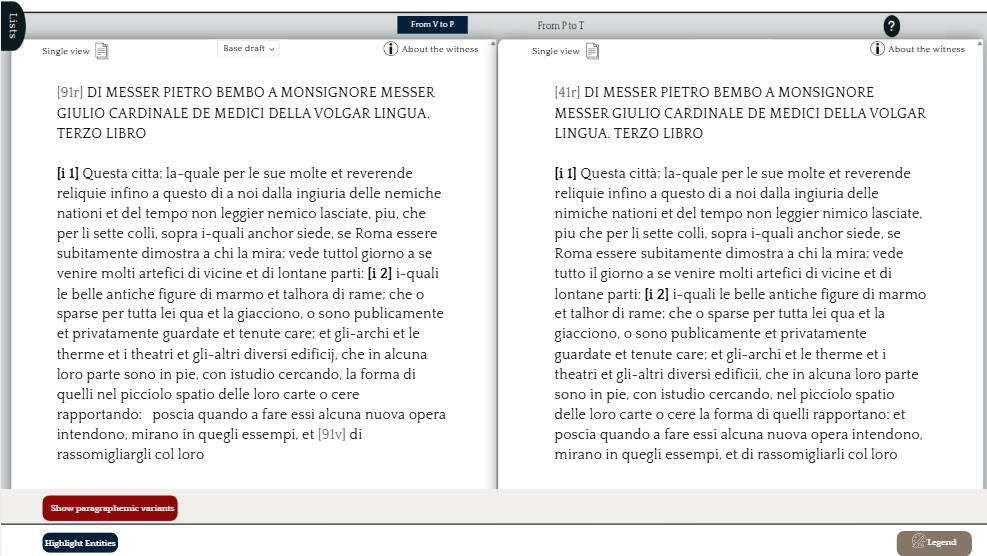 Lists
From V to P
From P to T
?
Single view
Base draft
About the witness
[91r] DI MESSER PIETRO BEMBO A MONSIGNORE MESSER
GIULIO CARDINALE DE MEDICI DELLA VOLGAR LINGUA.
TERZO LIBRO
[i 1] Questa citta; la-quale per le sue molte et reverende
reliquie infino a questo di a noi dalla ingiuria delle nemiche
nationi et del tempo non leggier nemico lasciate, piu, che
per li sette colli, sopra i-quali anchor siede, se Roma essere
subitamente dimostra a chi la mira; vede tuttol giorno a se
venire molti artefici di vicine et di lontane parti: [i 2] i-quali
le belle antiche figure di marmo et talhora di rame; che o
sparse per tutta lei qua et la giacciono, o sono publicamente
et privatamente guardate et tenute care; et gli-archi et le
therme et i theatri et gli-altri diversi edificij, che in alcuna
loro parte sono in pie, con istudio cercando, la forma di
quelli nel picciolo spatio delle loro carte o cere
rapportando: poscia quando a fare essi alcuna nuova opera
intendono, mirano in quegli essempi, et [91v] di
rassomigliargli col loro
Single view
About the witness
[41r] DI MESSER PIETRO BEMBO A MONSIGNORE
MESSER GIULIO CARDINALE DE MEDICI DELLA VOLGAR
LINGUA. TERZO LIBRO
[i 1] Questa città; la-quale per le sue molte et reverende
reliquie infino a questo di a noi dalla ingiuria delle
nimiche nationi et del tempo non leggier nimico lasciate,
piu che per li sette colli, sopra i-quali anchor siede, se
Roma essere subitamente dimostra a chi la mira; vede
tutto il giorno a se venire molti artefici di vicine et di
lontane parti: [i 2] i-quali le belle antiche figure di marmo
et talhor di rame; che o sparse per tutta lei qua et la
giacciono, o sono publicamente et privatamente
guardate et tenute care; et gli-archi et le therme et i
theatri et gli-altri diversi edificii, che in alcuna loro parte
sono in pie, con istudio cercando, nel picciolo spatio
delle loro carte o cere la forma di quelli rapportano: et
poscia quando a fare essi alcuna nuova opera intendono,
mirano in quegli essempi, et di rassomigliarli col loro
Show paragraphemic variants
Highlight Entities
Legend